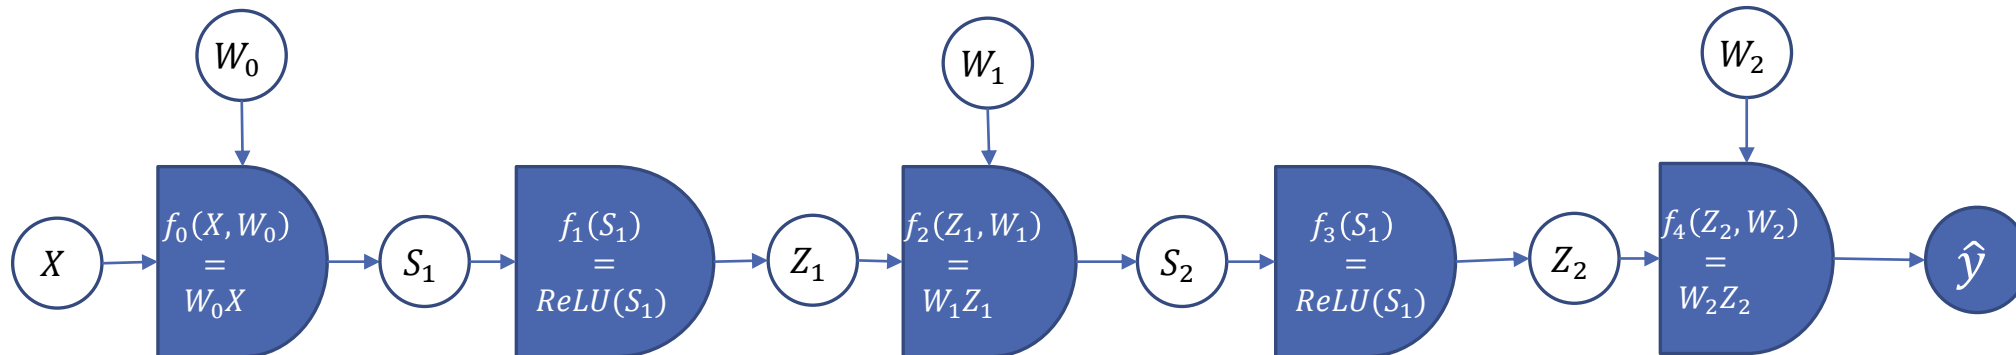 W₀
W₁
W₂
X
f₀(X, W₀)
=
W₀X
S₁
f₁(S₁)
=
ReLU(S₁)
Z₁
f₂(Z₁, W₁)
=
W₁Z₁
S₂
f₃(S₁)
=
ReLU(S₁)
Z₂
f₄(Z₂, W₂)
=
W₂Z₂
ŷ